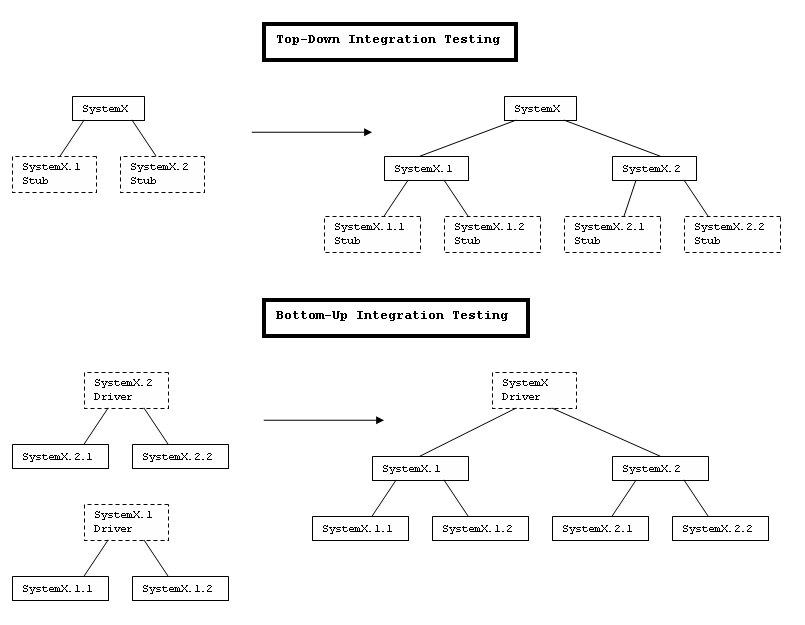 Top-Down Integration Testing
SystemX
SystemX
SystemX.1
Stub
SystemX.2
Stub
SystemX.1
SystemX.2
SystemX.1.1
Stub
SystemX.1.2
Stub
SystemX.2.1
Stub
SystemX.2.2
Stub
Bottom-Up Integration Testing
SystemX.2
Driver
SystemX
Driver
SystemX.2.1
SystemX.2.2
SystemX.1
SystemX.2
SystemX.1
Driver
SystemX.1.1
SystemX.1.2
SystemX.2.1
SystemX.2.2
SystemX.1.1
SystemX.1.2